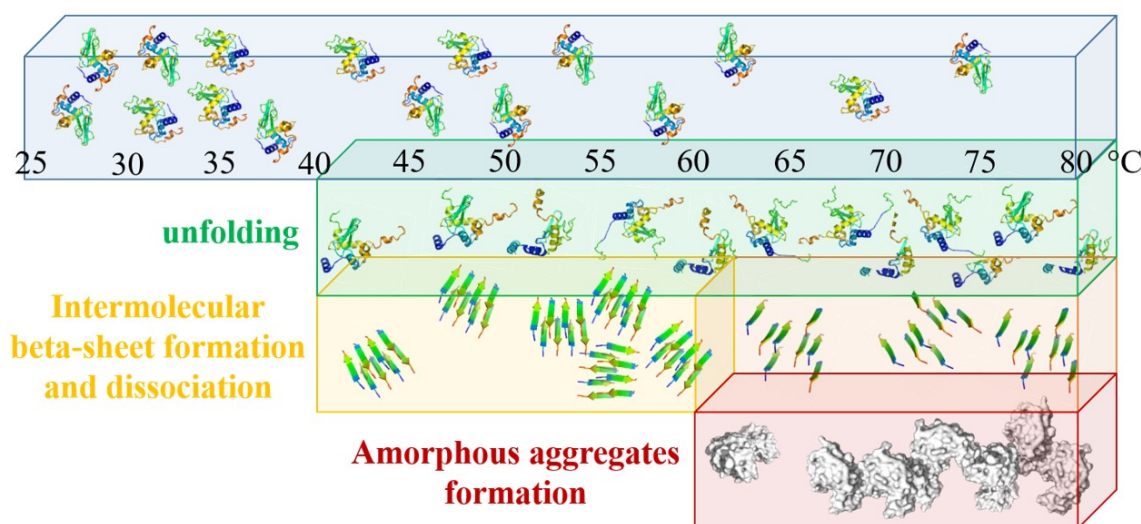 25 30 35 40 45 50 55 60 65 70 75 80 °C
unfolding
Intermolecular
beta-sheet formation
and dissociation
Amorphous aggregates
formation